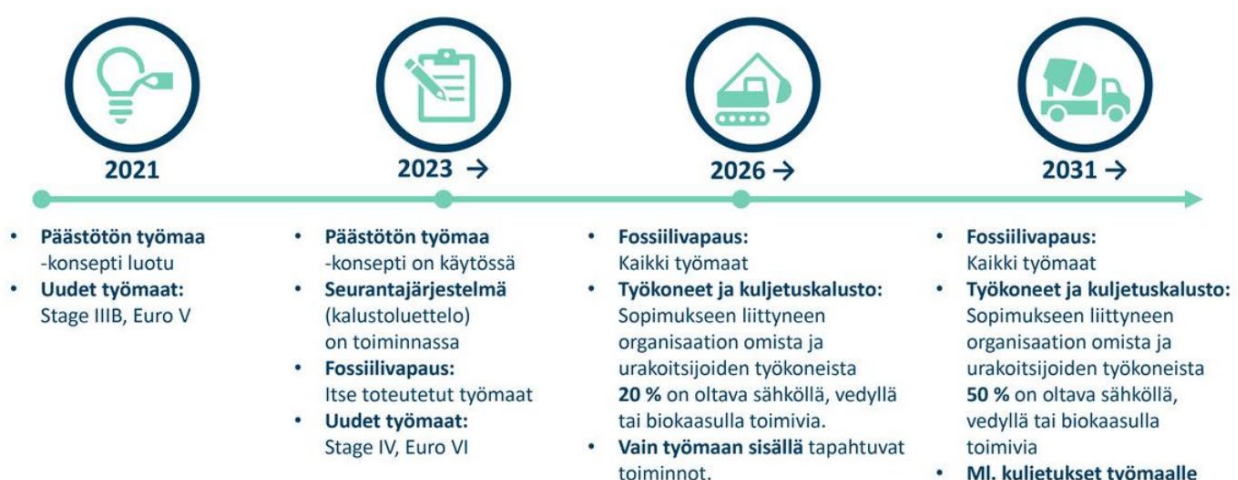 2021
• Päästötön työmaa
-konsepti luotu
• Uudet työmaat:
Stage IIIB, Euro V
2023 →
• Päästötön työmaa
-konsepti on käytössä
• Seurantajärjestelmä
(kalustoluettelo)
on toiminnassa
• Fossiilivapaus:
Itse toteutetut työmaat
• Uudet työmaat:
Stage IV, Euro VI
2026 →
• Fossiilivapaus:
Kaikki työmaat
• Työkoneet ja kuljetuskalusto:
Sopimukseen liittyneen
organisaation omista ja
urakoitsijoiden työkoneista
20 % on oltava sähköllä, vedyllä
tai biokaasulla toimivia.
• Vain työmaan sisällä tapahtuvat
toiminnot.
2031 →
• Fossiilivapaus:
Kaikki työmaat
• Työkoneet ja kuljetuskalusto:
Sopimukseen liittyneen
organisaation omista ja
urakoitsijoiden työkoneista
50 % on oltava sähköllä,
vedyllä tai biokaasulla
toimivia
• Ml. kuljetukset työmaalle